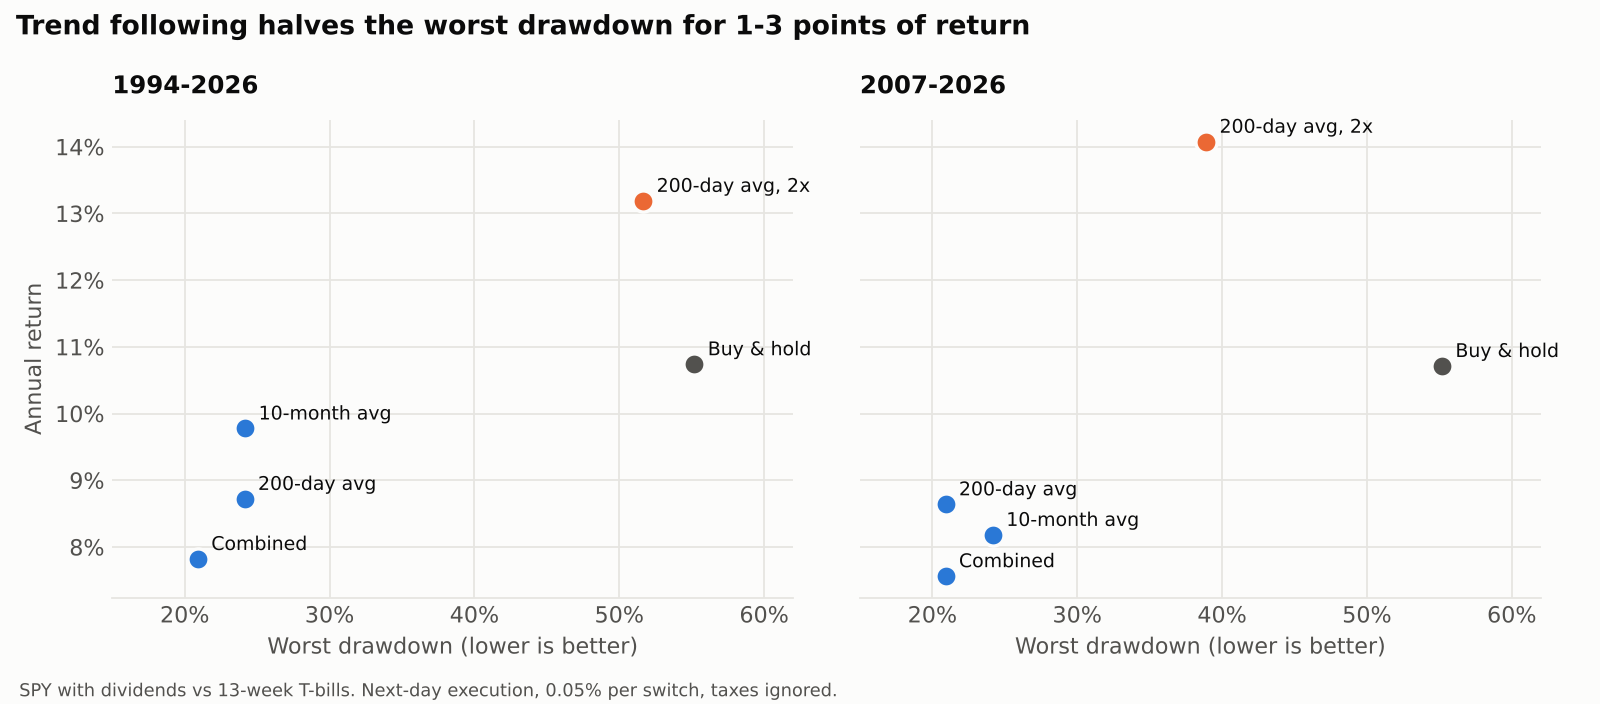 Trend following halves the worst drawdown for 1-3 points of return
1994-2026
14%
13%
12%
11%
10%
9%
8%
Annual return
200-day avg, 2x
Buy & hold
10-month avg
200-day avg
Combined
20% 30% 40% 50% 60%
Worst drawdown (lower is better)
2007-2026
200-day avg, 2x
Buy & hold
200-day avg
10-month avg
Combined
20% 30% 40% 50% 60%
Worst drawdown (lower is better)
SPY with dividends vs 13-week T-bills. Next-day execution, 0.05% per switch, taxes ignored.